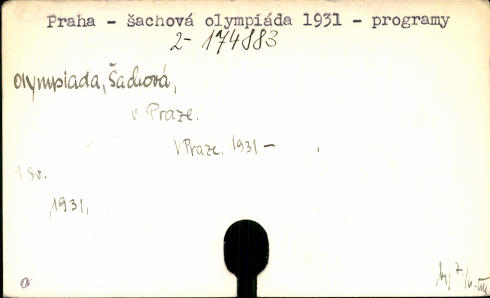 Praha - šachová olympiáda 1931 - programy
2-174883
Olympiada, Šachová,
v Praze.
V Praze, 1931 -
1 Sv.
,1931,